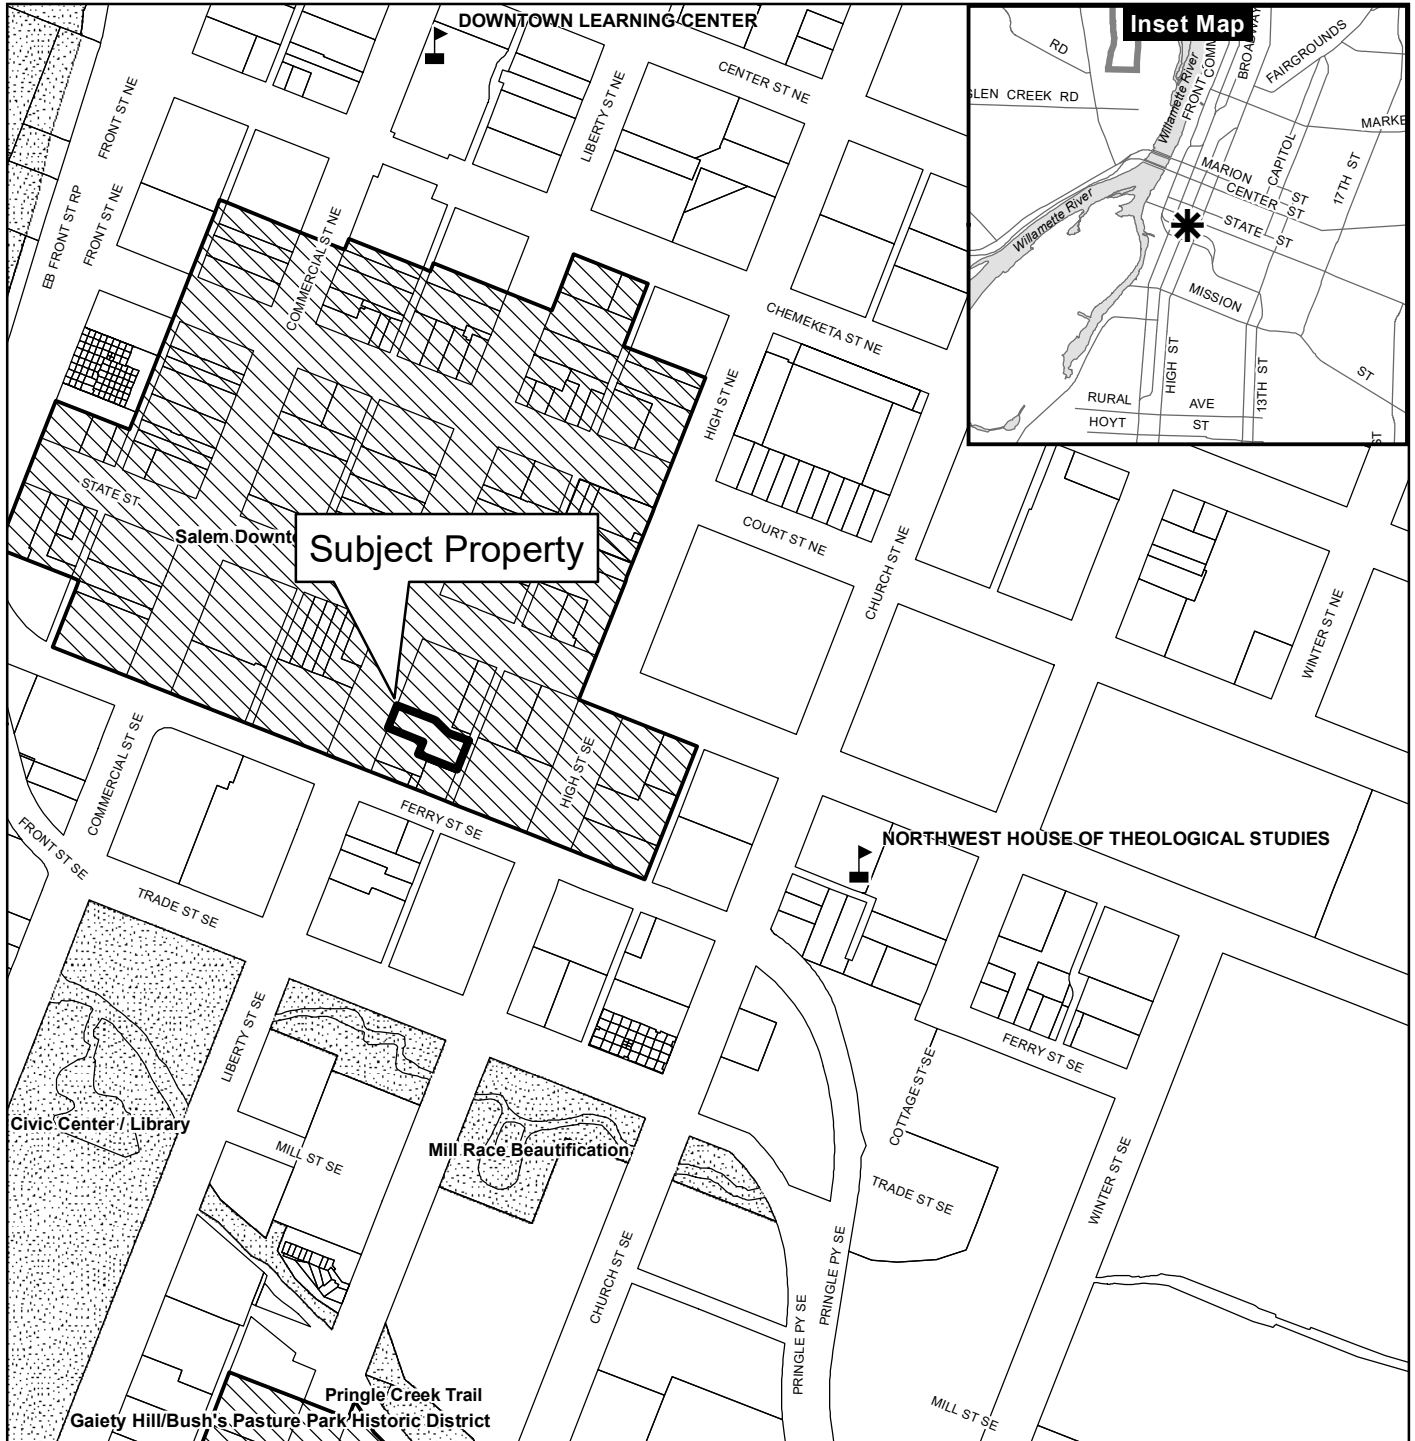 DOWNTOWN LEARNING CENTER
Inset Map
RD
FRONT
COMM
BROADWAY
FAIRGROUNDS
Willamette River
GLEN CREEK RD
MARKE
CAPITOL
17TH ST
MARION ST
CENTER ST
STATE ST
Willamette River
MISSION
ST
HIGH ST
13TH ST
RURAL AVE
HOYT ST
ST
FRONT ST NE
LIBERTY ST NE
CENTER ST NE
EB FRONT ST RP
FRONT ST NE
COMMERCIAL ST NE
CHEMEKETA ST NE
HIGH ST NE
STATE ST
Salem Downto
Subject Property
COURT ST NE
CHURCH ST NE
WINTER ST NE
COMMERCIAL ST SE
HIGH ST SE
FERRY ST SE
FRONT ST SE
NORTHWEST HOUSE OF THEOLOGICAL STUDIES
TRADE ST SE
LIBERTY ST SE
FERRY ST SE
COTTAGE ST SE
Civic Center / Library
MILL ST SE
Mill Race Beautification
TRADE ST SE
WINTER ST SE
CHURCH ST SE
PRINGLE PY SE
PRINGLE PY SE
Pringle Creek Trail
MILL ST SE
Gaiety Hill/Bush's Pasture Park Historic District